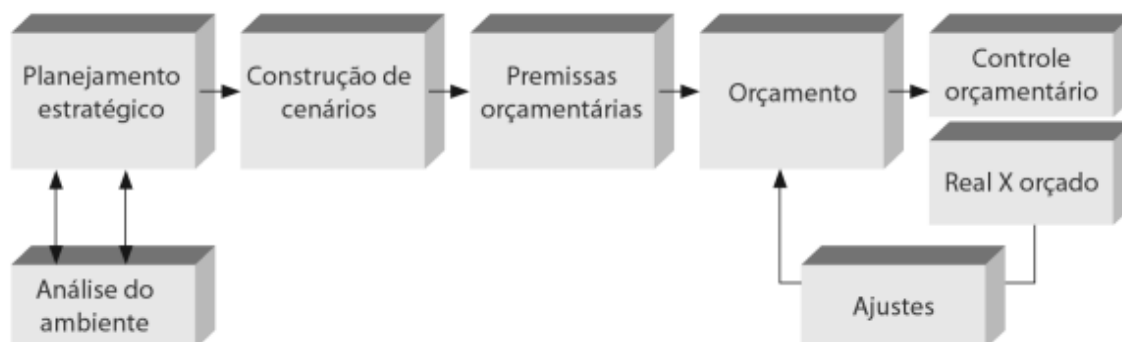 Planejamento
estratégico
Construção de
cenários
Premissas
orçamentárias
Orçamento
Controle
orçamentário
Real X orçado
Análise do
ambiente
Ajustes